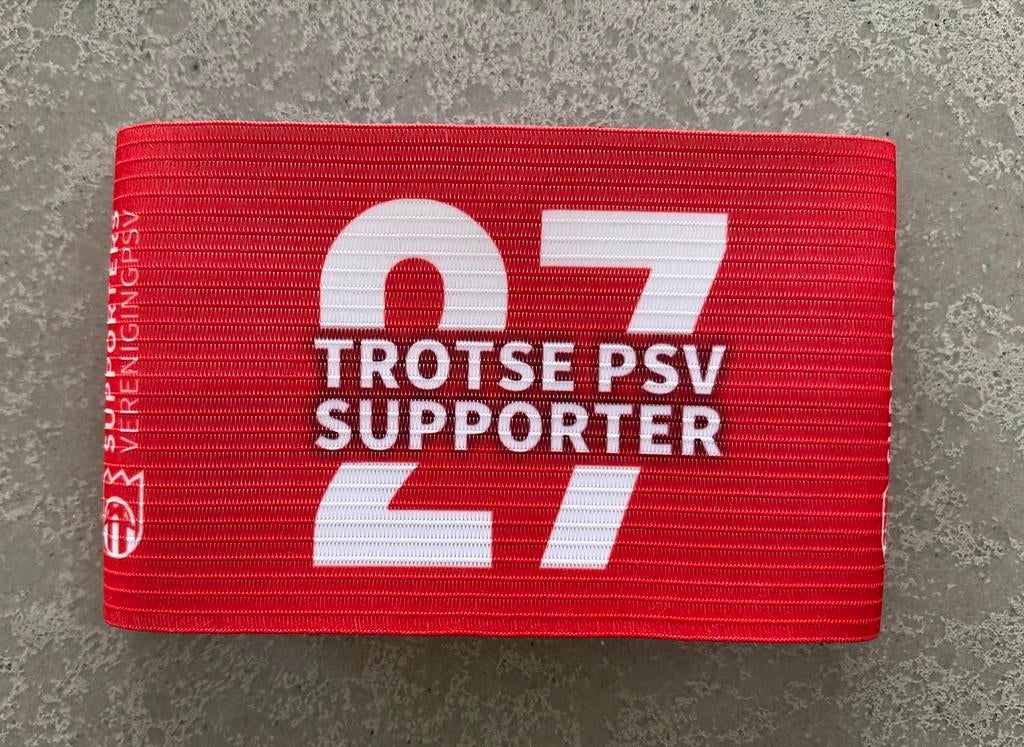 27
TROTSE PSV
SUPPORTER
SUPPORTERS
VERENIGINGPSV